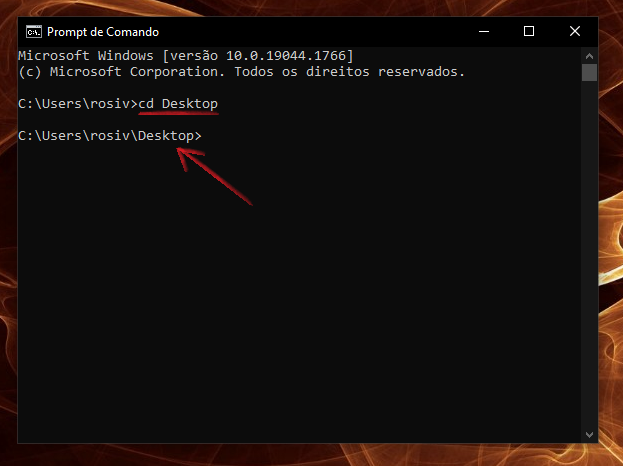 Prompt de Comando
Microsoft Windows [versão 10.0.19044.1766]
(c) Microsoft Corporation. Todos os direitos reservados.
C:\Users\rosiv>cd Desktop
C:\Users\rosiv\Desktop>